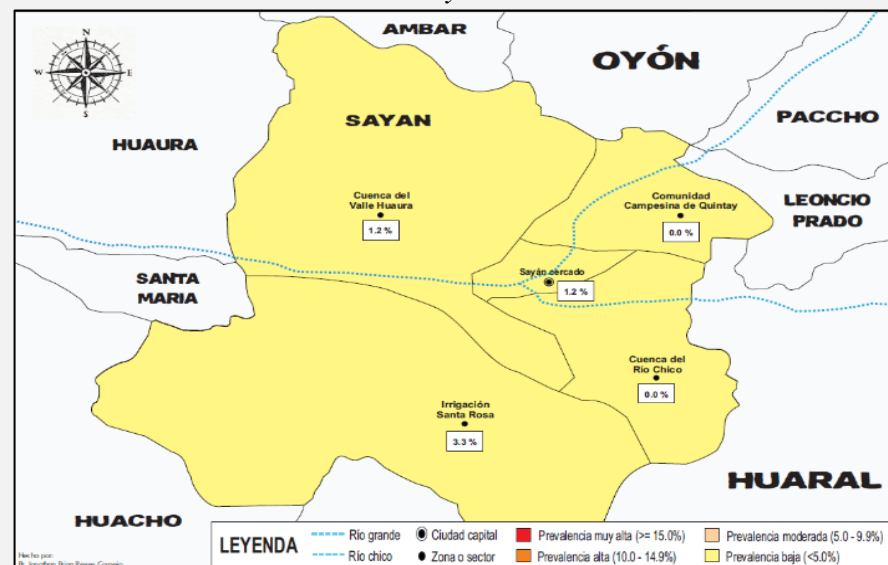 AMBAR
N
W
E
S
OYÓN
SAYAN
PACCHO
HUAURA
Cuenca del
Valle Huaura
1.2 %
Comunidad
Campesina de Quintay
0.0 %
LEONCIO
PRADO
SANTA
MARIA
Sayán cercado
1.2 %
Cuenca del
Río Chico
0.0 %
Irrigación
Santa Rosa
3.3 %
HUARAL
HUACHO
LEYENDA
Río grande
Río chico
Ciudad capital
Zona o sector
Prevalencia muy alta (>= 15.0%)
Prevalencia alta (10.0 - 14.9%)
Prevalencia moderada (5.0 - 9.9%)
Prevalencia baja (<5.0%)
Hecho por: